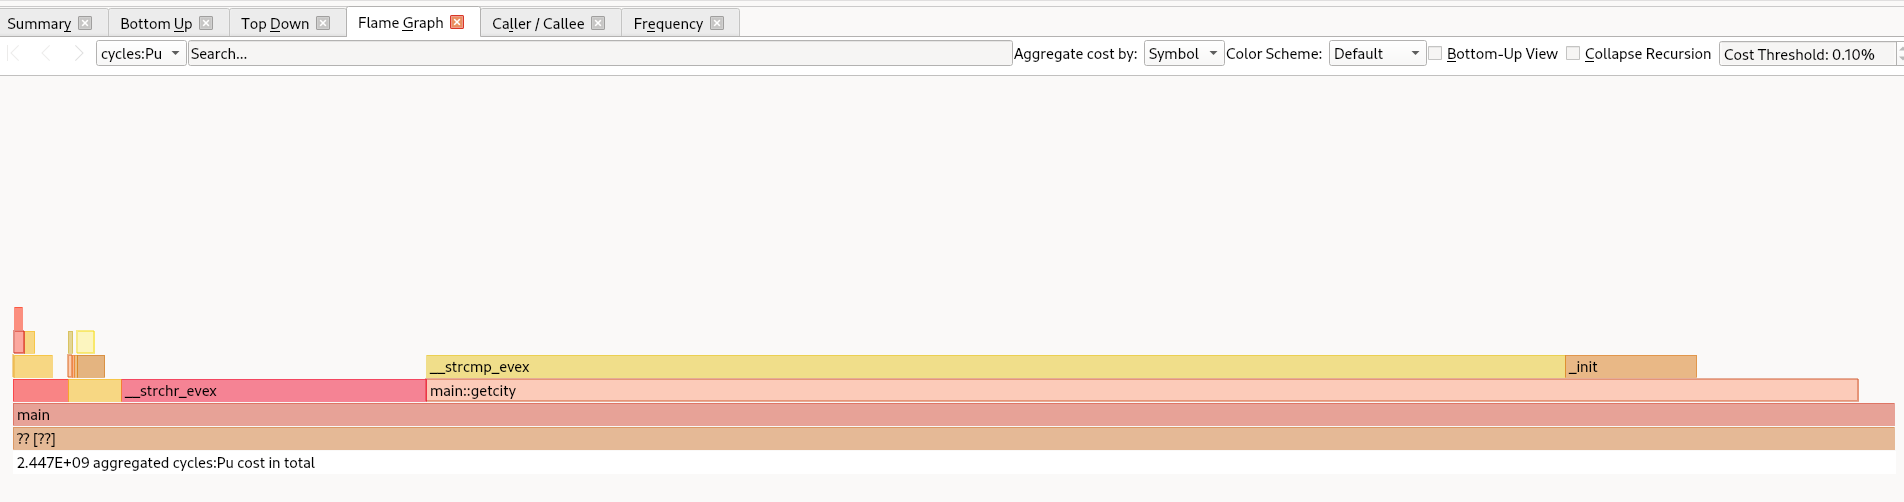 Summary Bottom Up Top Down Flame Graph Caller / Callee Frequency
cycles:Pu Search... Aggregate cost by: Symbol Color Scheme: Default Bottom-Up View Collapse Recursion Cost Threshold: 0.10%
__strcmp_evex _init
__strchr_evex main::getcity
main
?? [??]
2.447E+09 aggregated cycles:Pu cost in total